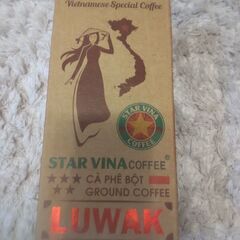 Vietnamese Special Coffee
STAR VINA
COFFEE
STAR VINA COFFEE®
CÀ PHÊ BỘT
GROUND COFFEE
LUWAK